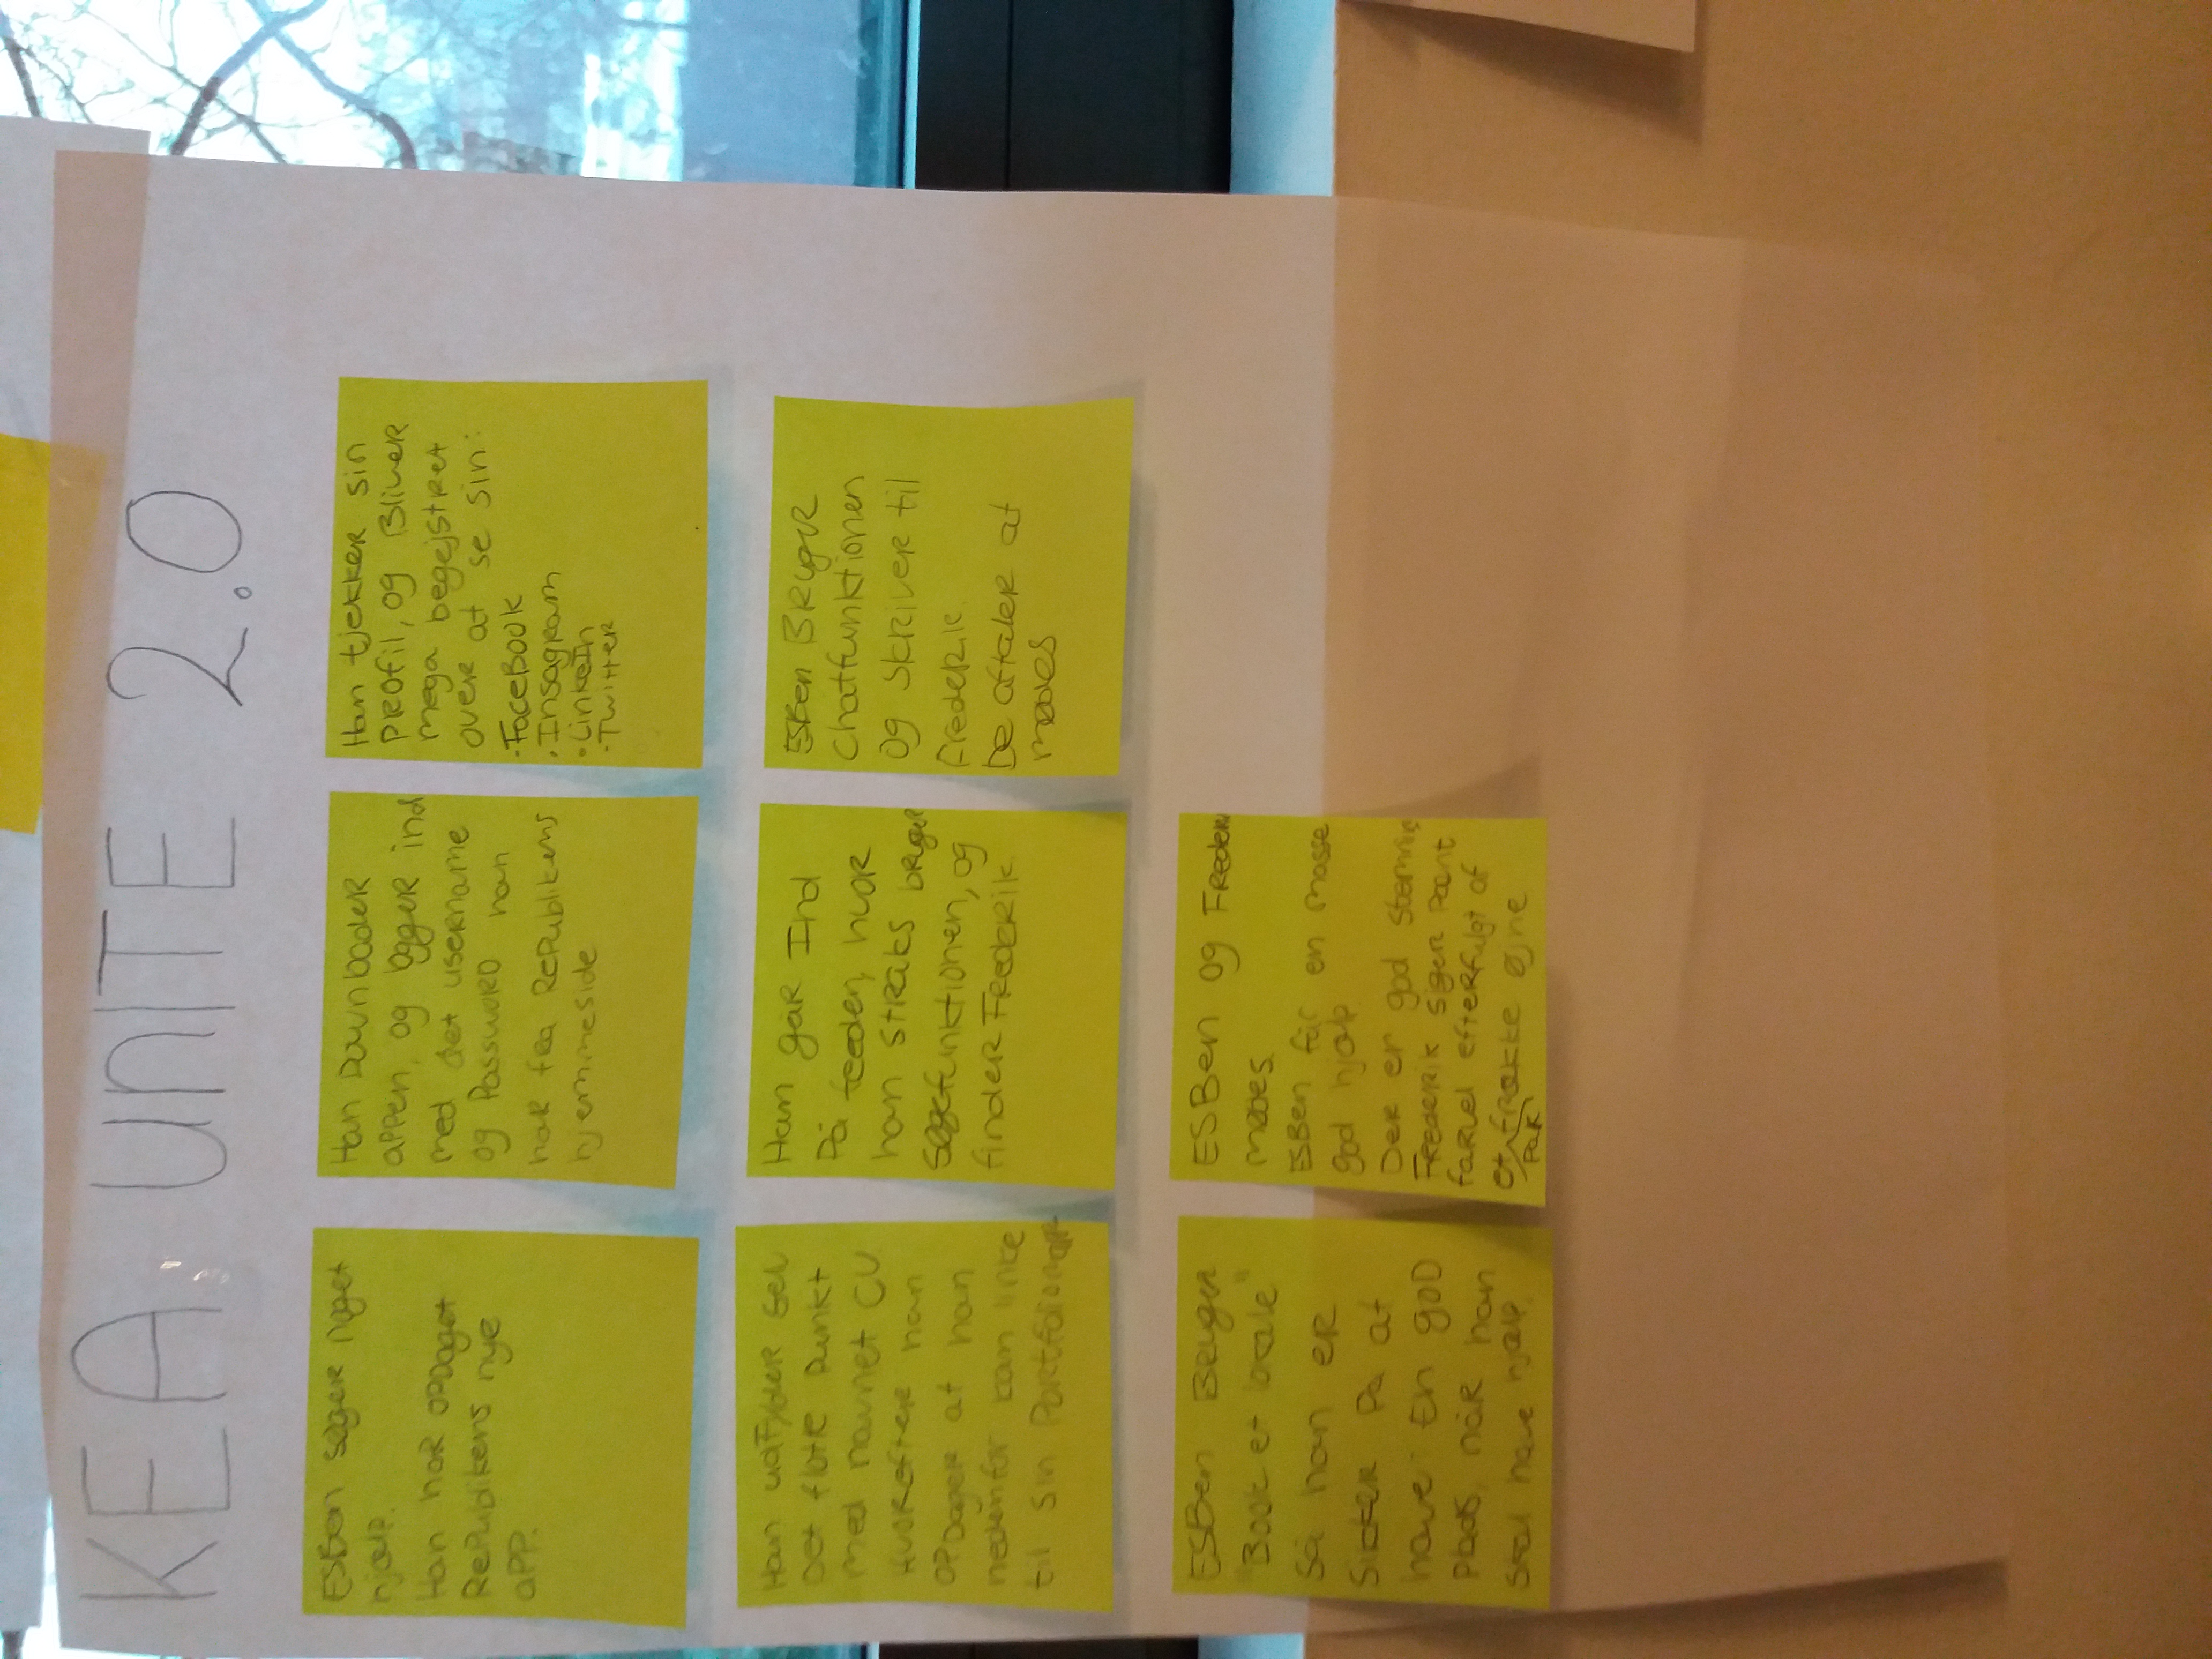 KEA UNITE 2.0
ESBen søger noget
hjælp.
Han har opdaget
Republikens nye
app.
Han Downloader
appen, og logger ind
med det username
og Password han
har fra Republikens
hjemmeside
Han tjekker sin
profil, og Bliver
mega begejstret
over at se sin:
-FaceBook
•Insagram
•LinkeIn
-Twitter
Han udfylder
Det flotte Punkt
med navnet CV
Hvorefter han
opdager at han
nedenfor kan linke
til sin
Han går Ind
På feeden, hvor
han straks bruger
søgefunktionen, og
finder Frederik
ESBen Bruger
Chatfunktionen
og skriver til
Frederik.
De aftaler at
mødes
ESBen Bruger
"Book et lokale"
Så han er
sikker På at
have En god
plads, når han
skal have hjælp.
ESBen og
mødes.
ESBen får en masse
god hjælp
Der er god
Frederik siger pænt
farvel efterfulgt af
et par frække øjne